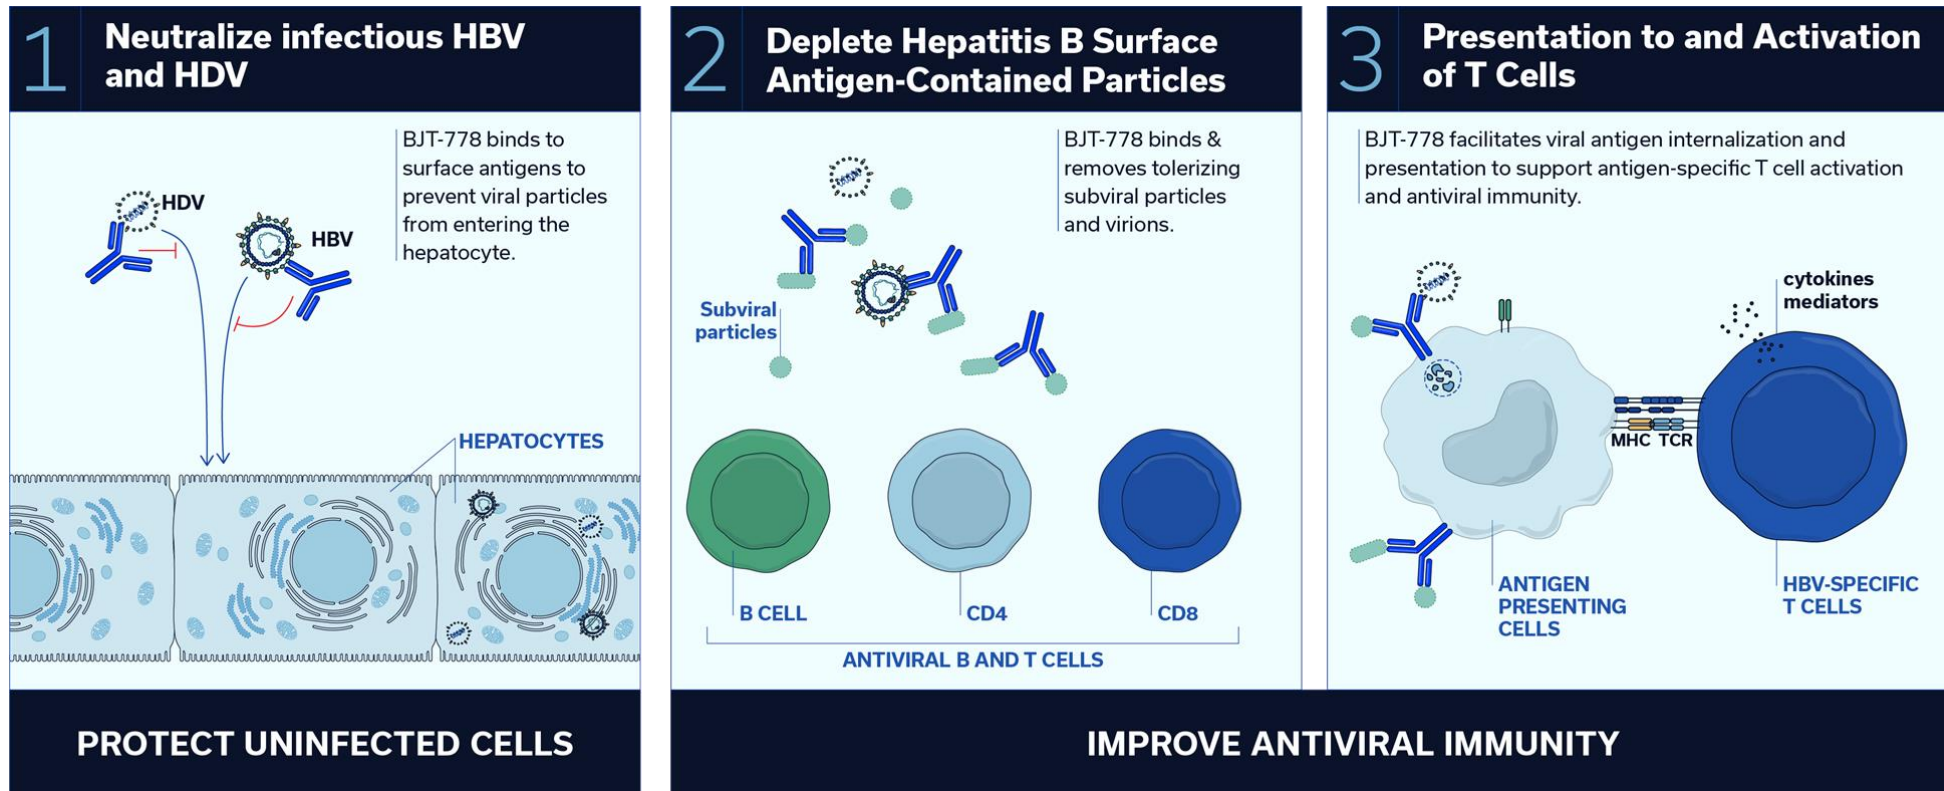 1
Neutralize infectious HBV
and HDV
BJT-778 binds to
surface antigens to
prevent viral particles
from entering the
hepatocyte.
HDV
HBV
HEPATOCYTES
PROTECT UNINFECTED CELLS
2
Deplete Hepatitis B Surface
Antigen-Contained Particles
BJT-778 binds &
removes tolerizing
subviral particles
and virions.
Subviral
particles
B CELL
CD4
CD8
ANTIVIRAL B AND T CELLS
3
Presentation to and Activation
of T Cells
BJT-778 facilitates viral antigen internalization and
presentation to support antigen-specific T cell activation
and antiviral immunity.
cytokines
mediators
MHC TCR
ANTIGEN
PRESENTING
CELLS
HBV-SPECIFIC
T CELLS
IMPROVE ANTIVIRAL IMMUNITY